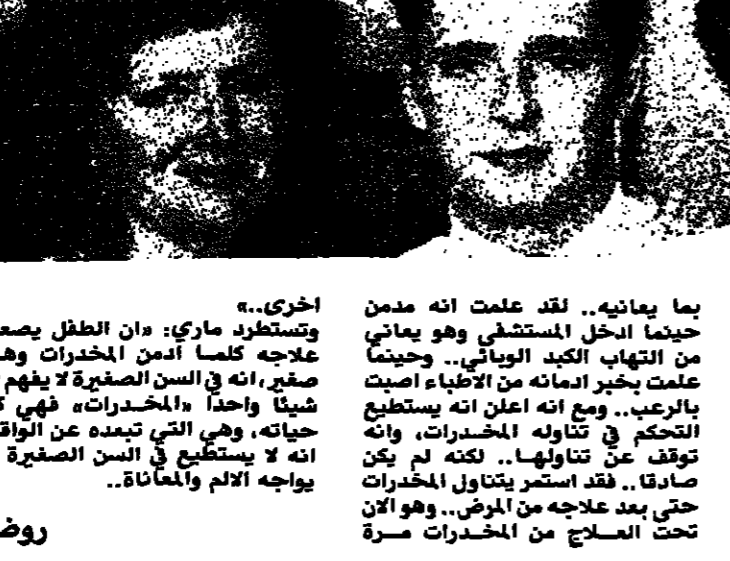 بما يعانيه.. لقد علمت انه مدمن
حينما ادخل المستشفى وهو يعاني
من التهاب الكبد الوبائي.. وحينما
علمت بخبر ادمانه من الاطباء اصبت
بالرعب.. ومع انه اعلن انه يستطيع
التحكم في تناوله المخدرات، وانه
توقف عن تناولها.. لكنه لم يكن
صادقا.. فقد استمر يتناول المخدرات
حتى بعد علاجه من المرض.. وهو الان
تحت العلاج من المخدرات مرة
اخرى..»
وتستطرد ماري: «ان الطفل يصعـ
علاجه كلما ادمن المخدرات وهـ
صغير، انه في السن الصغيرة لا يفهم
شيئا واحدا «المخدرات» فهي
حياته، وهي التي تبعده عن الواقـ
انه لا يستطيع في السن الصغيرة
يواجه الالم والمعاناة..